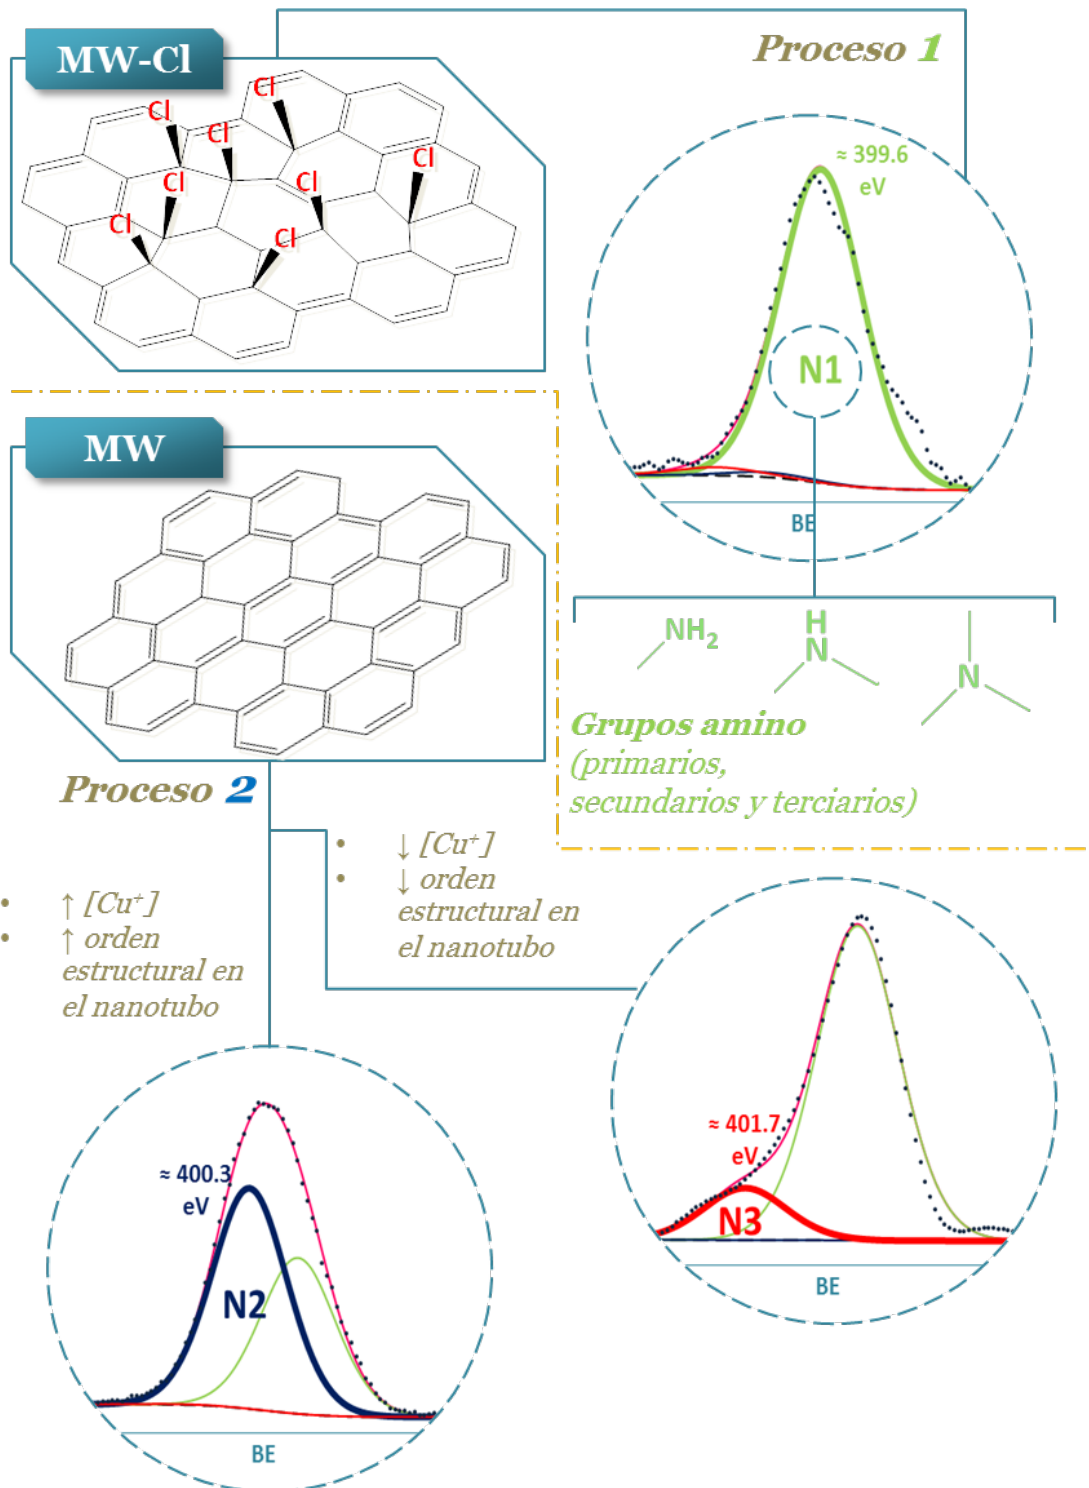 MW-Cl
Proceso 1
Cl
Cl
Cl
Cl
Cl
Cl
Cl
Cl
≈ 399.6
eV
N1
BE
MW
NH₂
H
N
N
Grupos amino
(primarios,
secundarios y terciarios)
Proceso 2
• ↓ [Cu⁺]
• ↓ orden
estructural en
el nanotubo
• ↑ [Cu⁺]
• ↑ orden
estructural en
el nanotubo
≈ 401.7
eV
N3
BE
≈ 400.3
eV
N2
BE